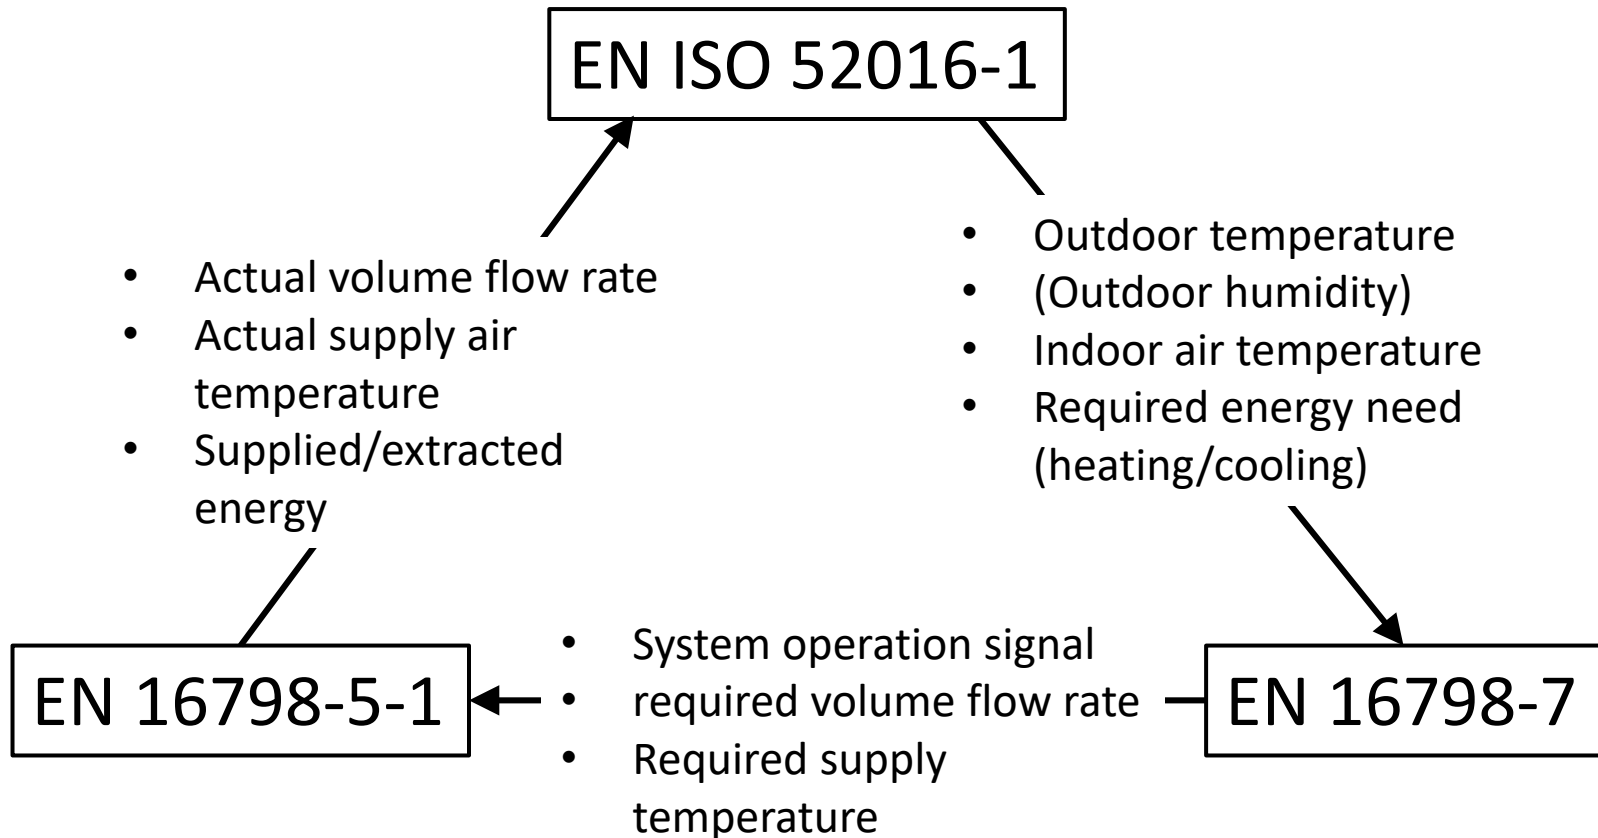 EN ISO 52016-1
• Outdoor temperature
• (Outdoor humidity)
• Indoor air temperature
• Required energy need
(heating/cooling)
• Actual volume flow rate
• Actual supply air
temperature
• Supplied/extracted
energy
EN 16798-5-1
• System operation signal
• required volume flow rate
• Required supply
temperature
EN 16798-7